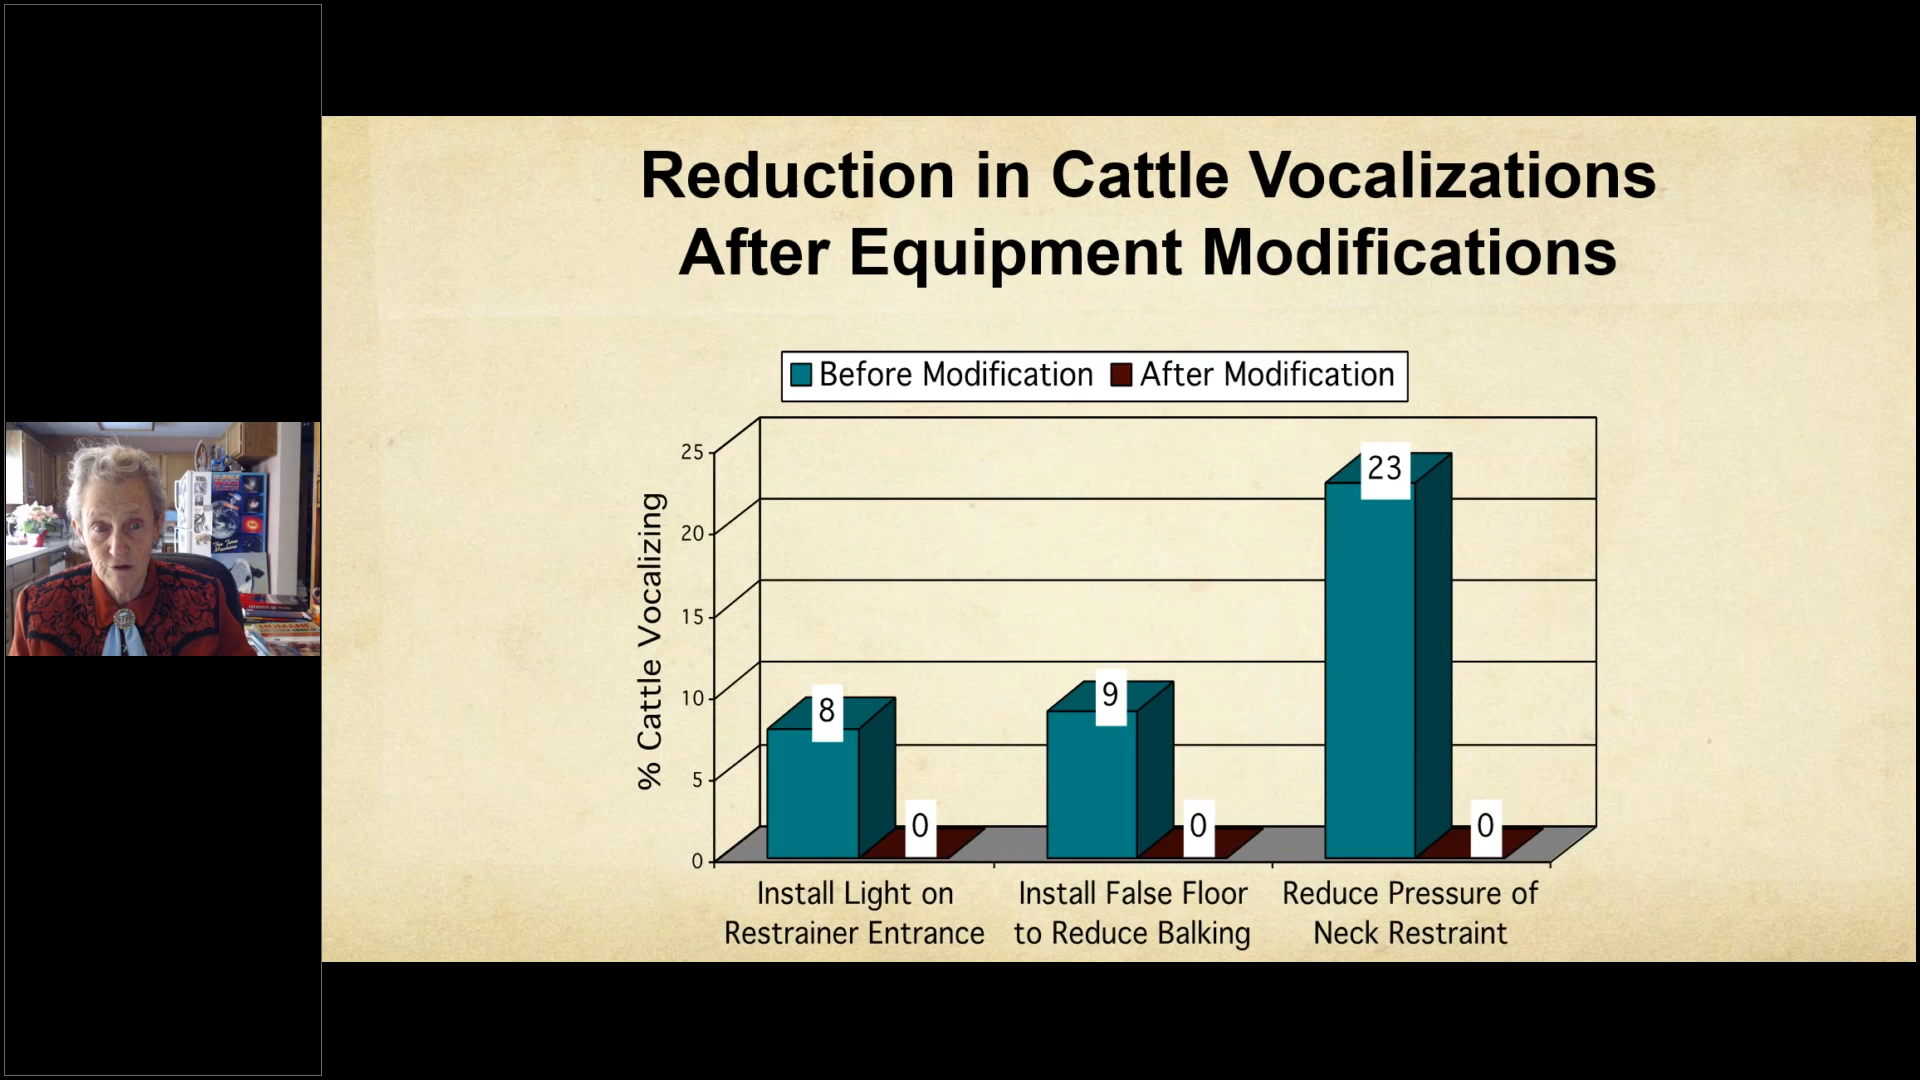 Reduction in Cattle Vocalizations
After Equipment Modifications
Before Modification After Modification
% Cattle Vocalizing
25
20
15
10
5
0
8
0
9
0
23
0
Install Light on
Restrainer Entrance
Install False Floor
to Reduce Balking
Reduce Pressure of
Neck Restraint